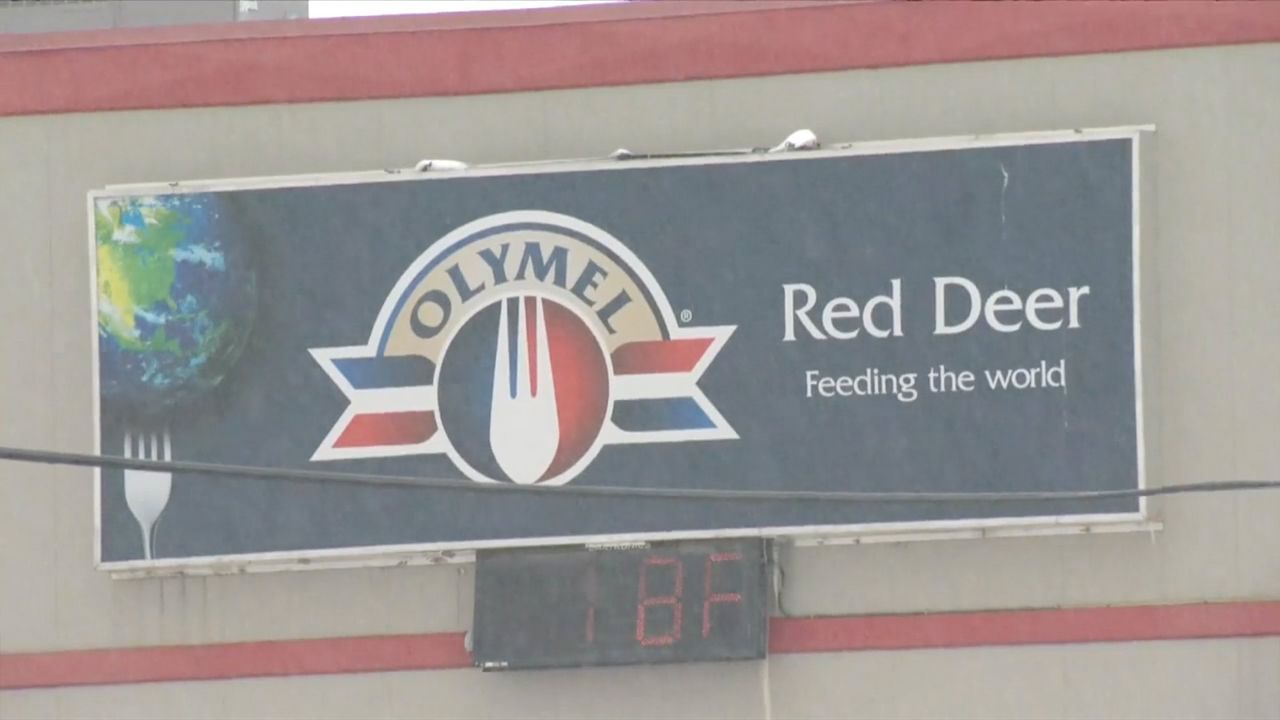 OLYMEL®
Red Deer
Feeding the world
18F